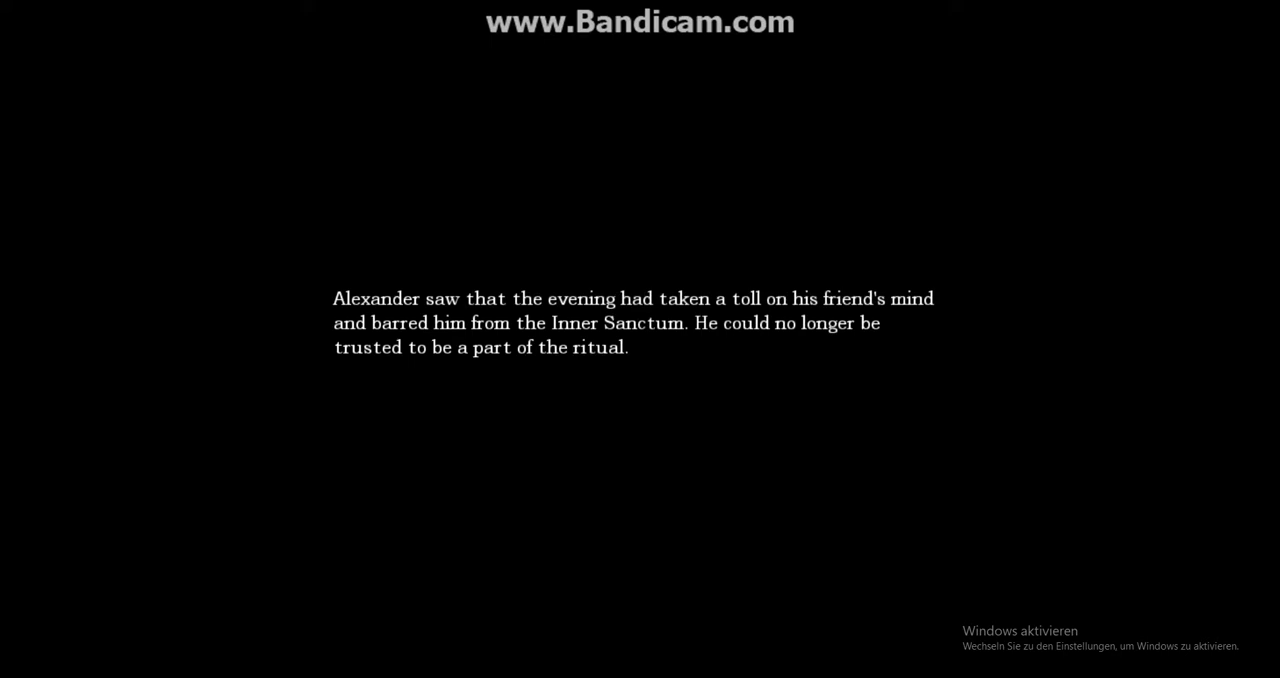 www.Bandicam.com
Alexander saw that the evening had taken a toll on his friend's mind
and barred him from the Inner Sanctum. He could no longer be
trusted to be a part of the ritual.
Windows aktivieren
Wechseln Sie zu den Einstellungen, um Windows zu aktivieren.